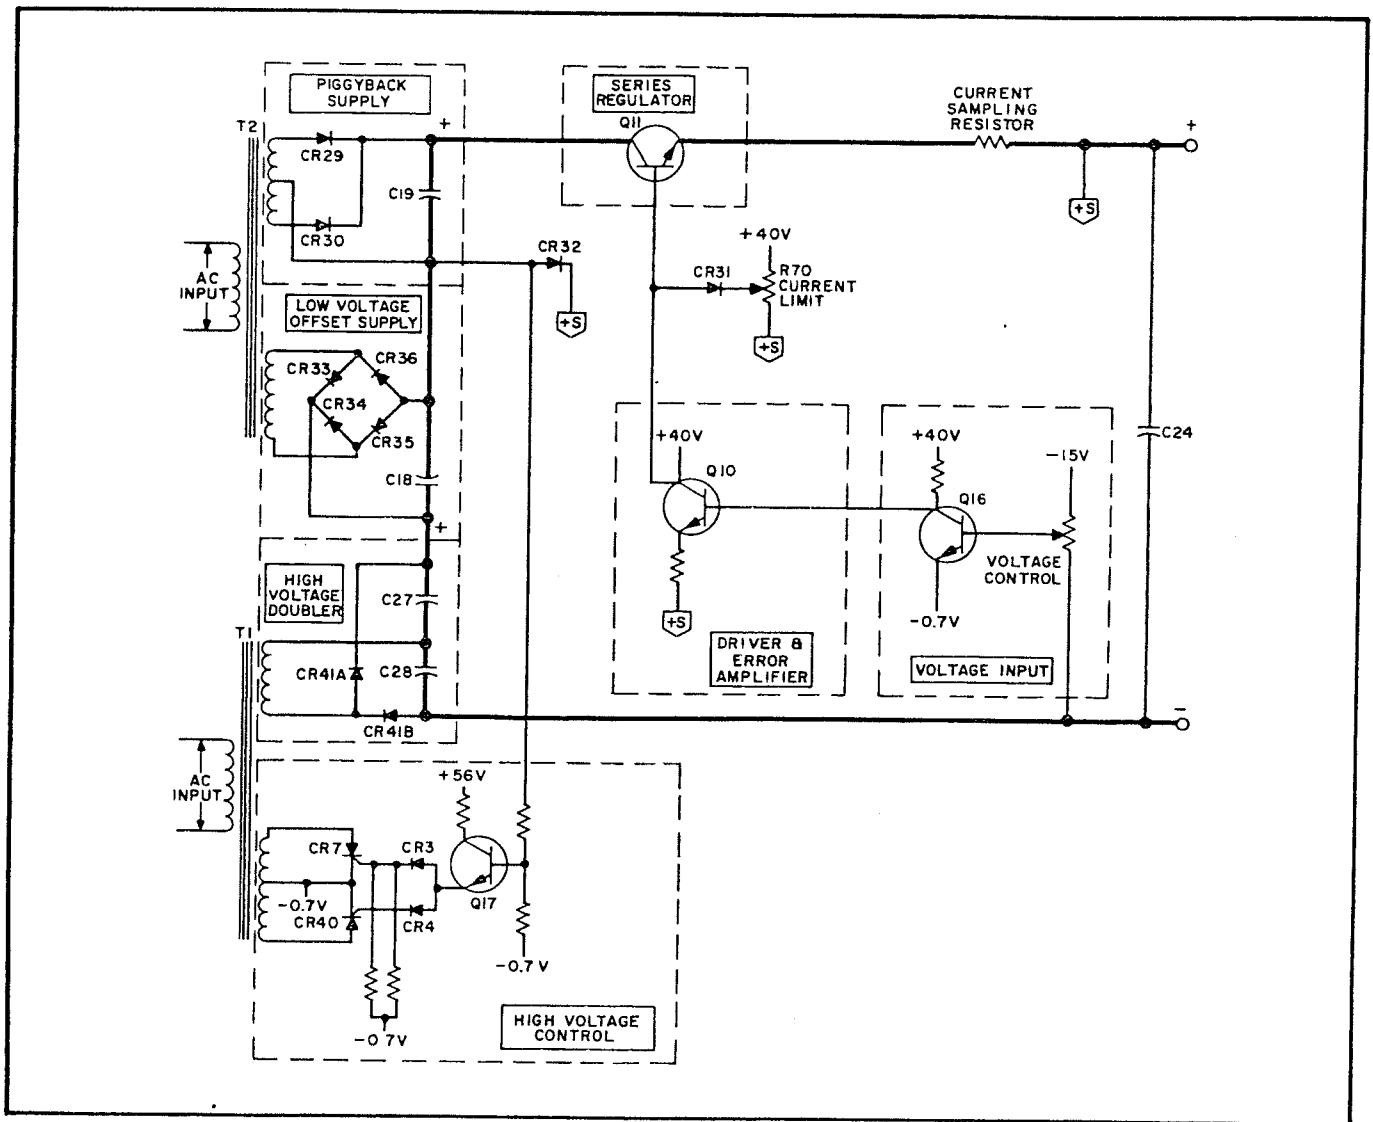 PIGGYBACK
SUPPLY
SERIES
REGULATOR
CURRENT
SAMPLING
RESISTOR
T2
+
Q11
+
CR29
C19
+S
CR30
CR32
+40V
AC
INPUT
CR31
R70
CURRENT
LIMIT
LOW VOLTAGE
OFFSET SUPPLY
+S
+S
CR33
CR36
CR34
CR35
C18
+
+40V
Q10
+40V
-15V
C24
Q16
HIGH
VOLTAGE
DOUBLER
C27
VOLTAGE
CONTROL
-0.7V
+S
T1
DRIVER &
ERROR
AMPLIFIER
VOLTAGE INPUT
CR41A
C28
CR41B
-
AC
INPUT
+56V
CR7
CR3
-0.7V
Q17
CR40
CR4
-0.7V
-0 7V
HIGH VOLTAGE
CONTROL